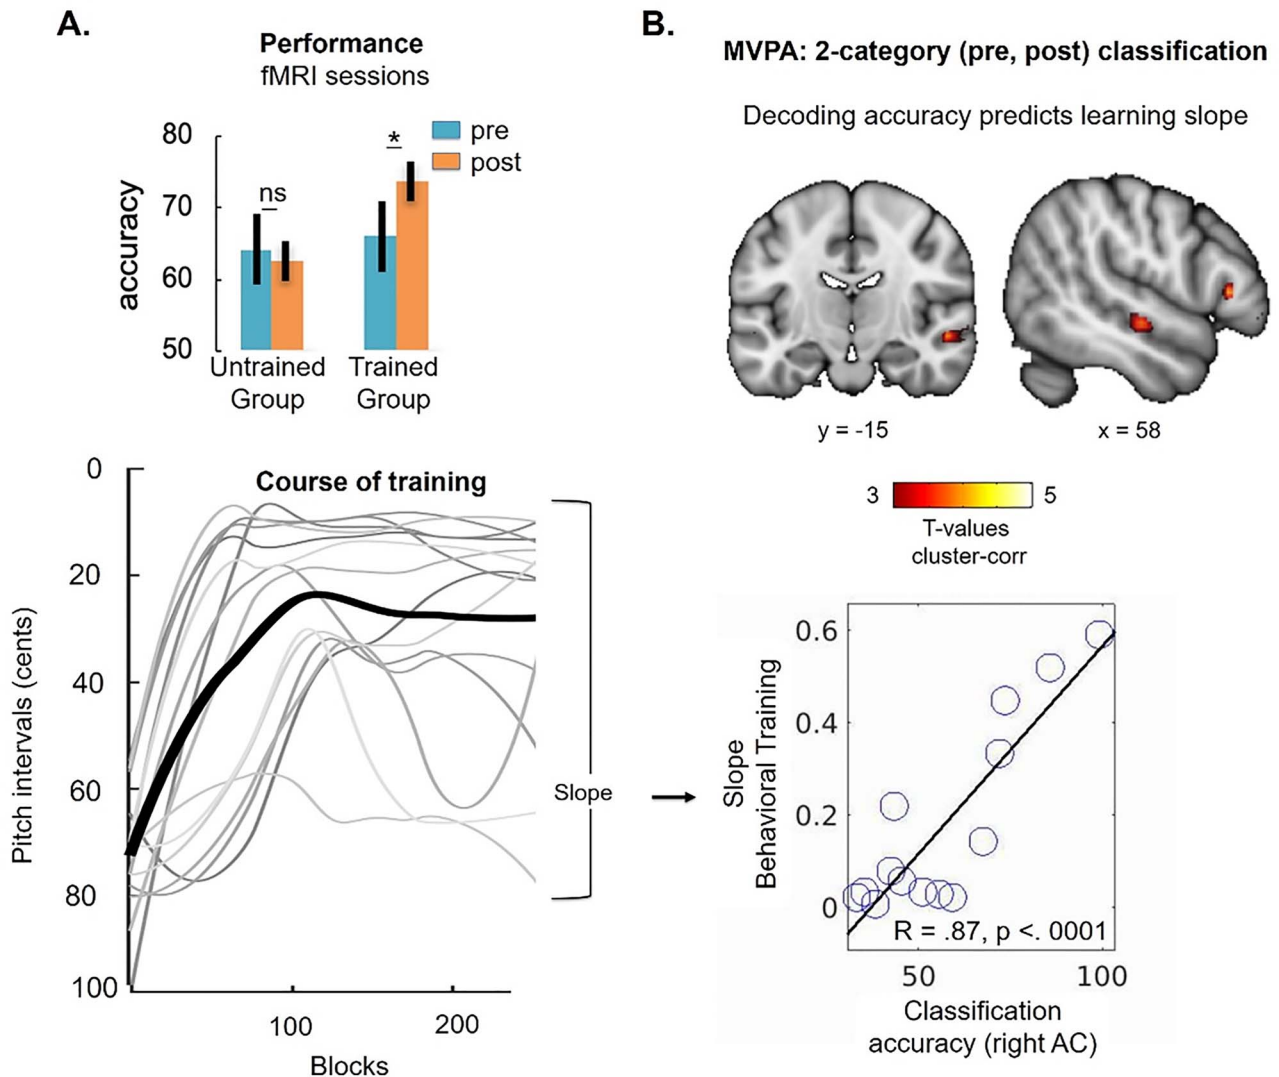 A.
Performance
fMRI sessions
80
70
60
50
accuracy
ns
*
pre
post
Untrained
Group
Trained
Group
Course of training
0
20
40
60
80
100
Pitch intervals (cents)
100
200
Blocks
Slope
B.
MVPA: 2-category (pre, post) classification
Decoding accuracy predicts learning slope
y = -15
x = 58
3
5
T-values
cluster-corr
0.6
0.4
0.2
0
Slope
Behavioral Training
R = .87, p <. 0001
50
100
Classification
accuracy (right AC)